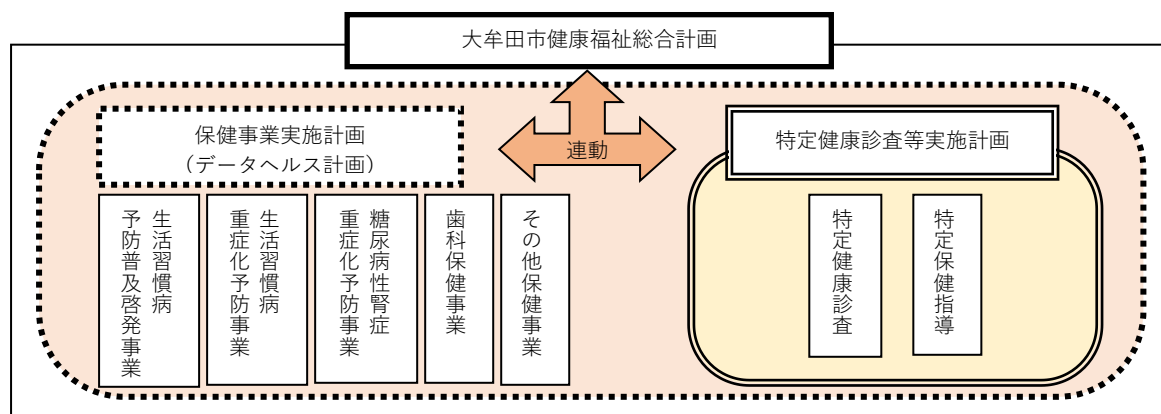 大牟田市健康福祉総合計画
保健事業実施計画
（データヘルス計画）
連動
特定健康診査等実施計画
生活習慣病
予防普及啓発事業
生活習慣病
重症化予防事業
糖尿病性腎症
重症化予防事業
歯科保健事業
その他保健事業
特定健康診査
特定保健指導